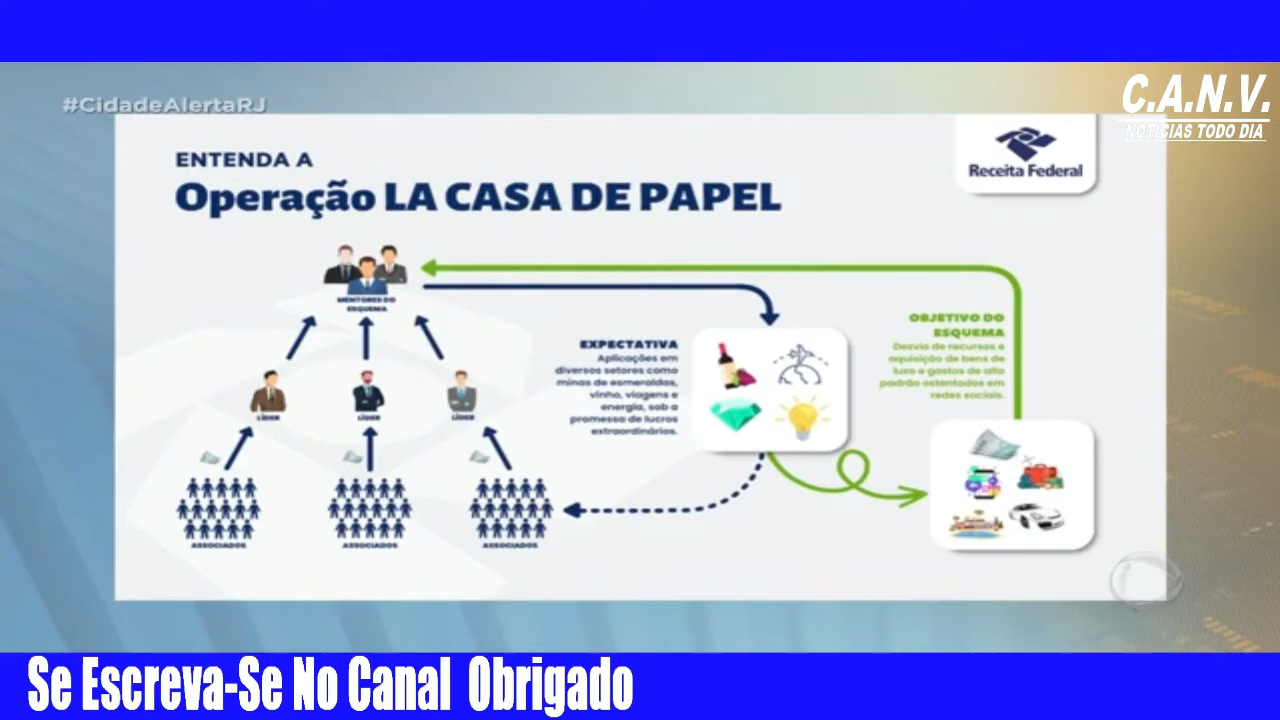 #CidadeAlertaRJ
C.A.N.V.
NOTICIAS TODO DIA
ENTENDA A
Operação LA CASA DE PAPEL
Receita Federal
MENTORES DO
ESQUEMA
EXPECTATIVA
Aplicações em
diversos setores como
minas de esmeraldas,
vinho, viagens e
energia, sob a
promessa de lucros
extraordinários.
OBJETIVO DO
ESQUEMA
Desvio de recursos e
aquisição de bens de
luxo e gastos de alto
padrão ostentados em
redes sociais.
LÍDER
LÍDER
LÍDER
ASSOCIADOS
ASSOCIADOS
ASSOCIADOS
Se Escreva-Se No Canal Obrigado